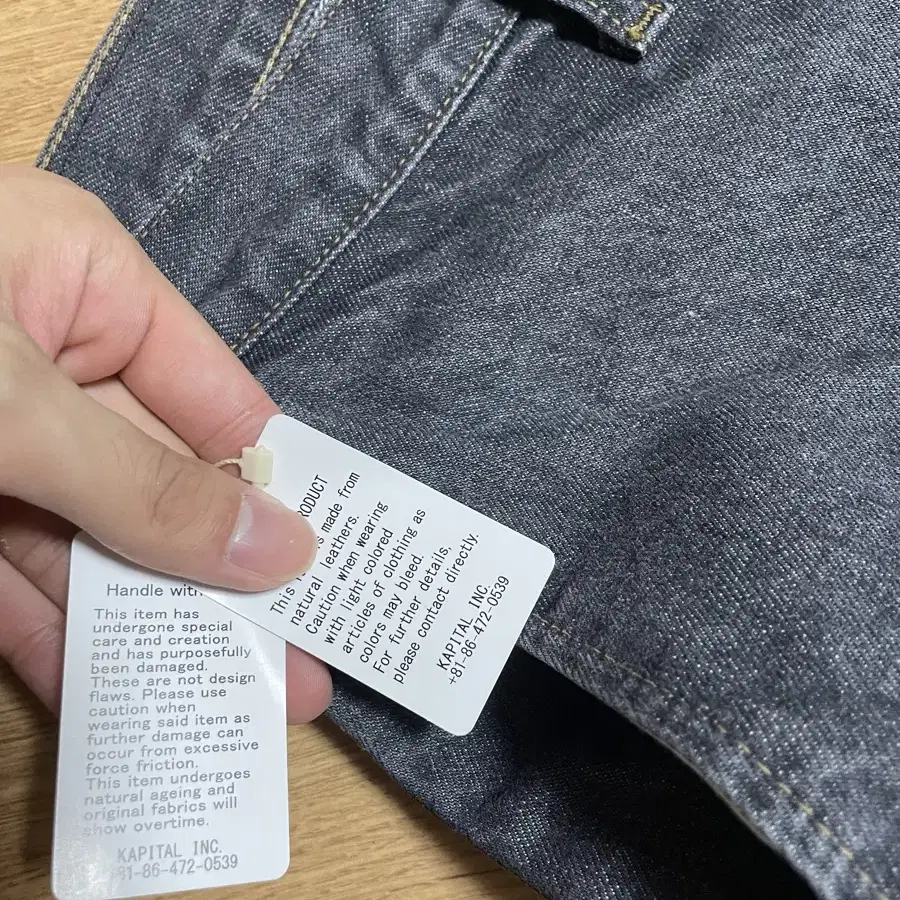 Handle with
This item has
undergone special
care and creation
and has purposefully
been damaged.
These are not design
flaws. Please use
caution when
wearing said item as
further damage can
occur from excessive
force friction.
This item undergoes
natural ageing and
original fabrics will
show overtime.
KAPITAL INC.
+81-86-472-0539
This made from
natural leathers.
Caution when wearing
with light colored
articles of clothing as
colors may bleed.
For further details,
please contact directly.
KAPITAL INC.
+81-86-472-0539